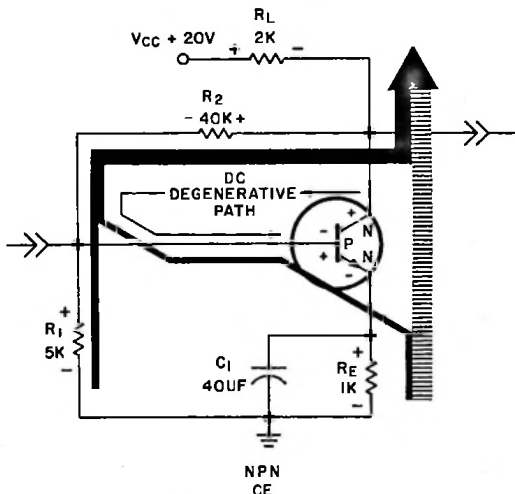 RL
2K
VCC + 20V
+ -
R2
- 40K +
DC
DEGENERATIVE
PATH
+
- N
P
+ N
-
+
R1
5K
-
C1
40UF
+
RE
1K
-
NPN
CE